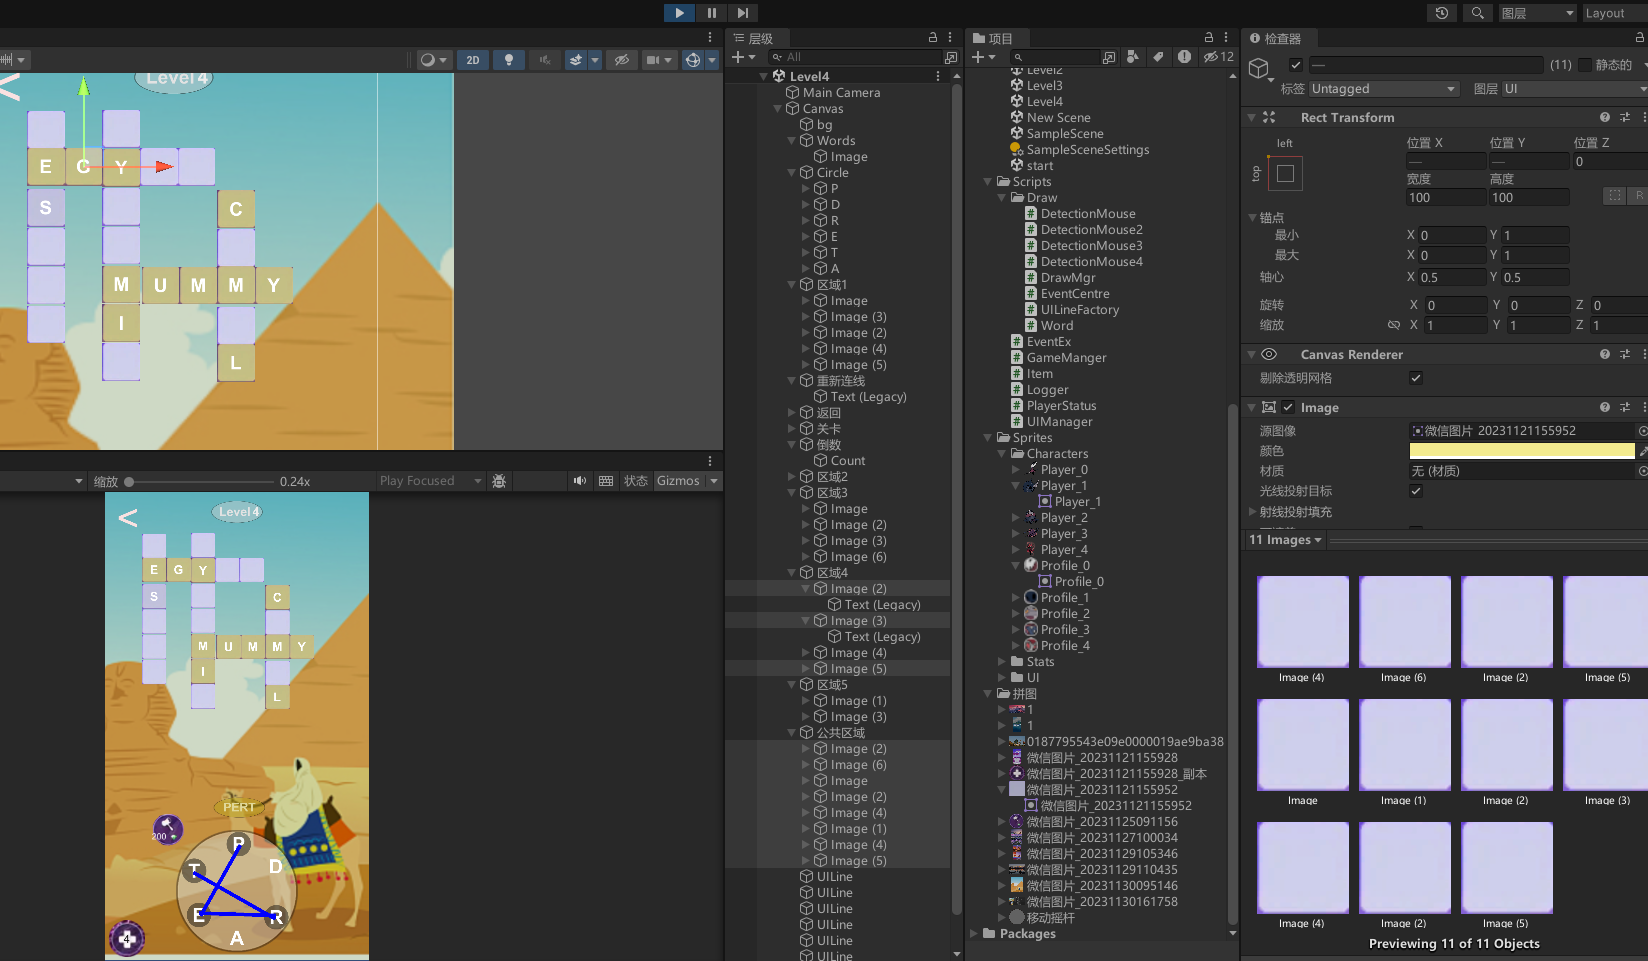 图层
Layout
2D
Level4
E G Y
S
C
M U M M Y
I
L
缩放
0.24x
Play Focused
状态
Gizmos
<
Level4
E G Y
S
C
M U M M Y
I
L
PERT
200
P
D
T
E
R
A
4
层级
All
Level4
Main Camera
Canvas
bg
Words
Image
Circle
P
D
R
E
T
A
区域1
Image
Image (3)
Image (2)
Image (4)
Image (5)
重新连线
Text (Legacy)
返回
关卡
倒数
Count
区域2
区域3
Image
Image (2)
Image (3)
Image (6)
区域4
Image (2)
Text (Legacy)
Image (3)
Text (Legacy)
Image (4)
Image (5)
区域5
Image (1)
Image (3)
公共区域
Image (2)
Image (6)
Image
Image (2)
Image (4)
Image (1)
Image (4)
Image (5)
UILine
UILine
UILine
UILine
UILine
UILine
项目
12
Level2
Level3
Level4
New Scene
SampleScene
SampleSceneSettings
start
Scripts
Draw
DetectionMouse
DetectionMouse2
DetectionMouse3
DetectionMouse4
DrawMgr
EventCentre
UILineFactory
Word
EventEx
GameManger
Item
Logger
PlayerStatus
UIManager
Sprites
Characters
Player_0
Player_1
Player_1
Player_2
Player_3
Player_4
Profile_0
Profile_0
Profile_1
Profile_2
Profile_3
Profile_4
Stats
UI
拼图
1
1
0187795543e09e0000019ae9ba38
微信图片_20231121155928
微信图片_20231121155928_副本
微信图片_20231121155952
微信图片_20231121155952
微信图片_20231125091156
微信图片_20231127100034
微信图片_20231129105346
微信图片_20231129110435
微信图片_20231130095146
微信图片_20231130161758
移动摇杆
Packages
检查器
— (11) 静态的
标签 Untagged 图层 UI
Rect Transform
left 位置 X 位置 Y 位置 Z
top — — 0
宽度 高度
100 100 R
锚点
最小 X 0 Y 1
最大 X 0 Y 1
轴心 X 0.5 Y 0.5
旋转 X 0 Y 0 Z 0
缩放 X 1 Y 1 Z 1
Canvas Renderer
剔除透明网格
Image
源图像 微信图片_20231121155952
颜色
材质 无 (材质)
光线投射目标
射线投射填充
11 Images
Image (4) Image (6) Image (2) Image (5)
Image Image (1) Image (2) Image (3)
Image (4) Image (2) Image (5)
Previewing 11 of 11 Objects